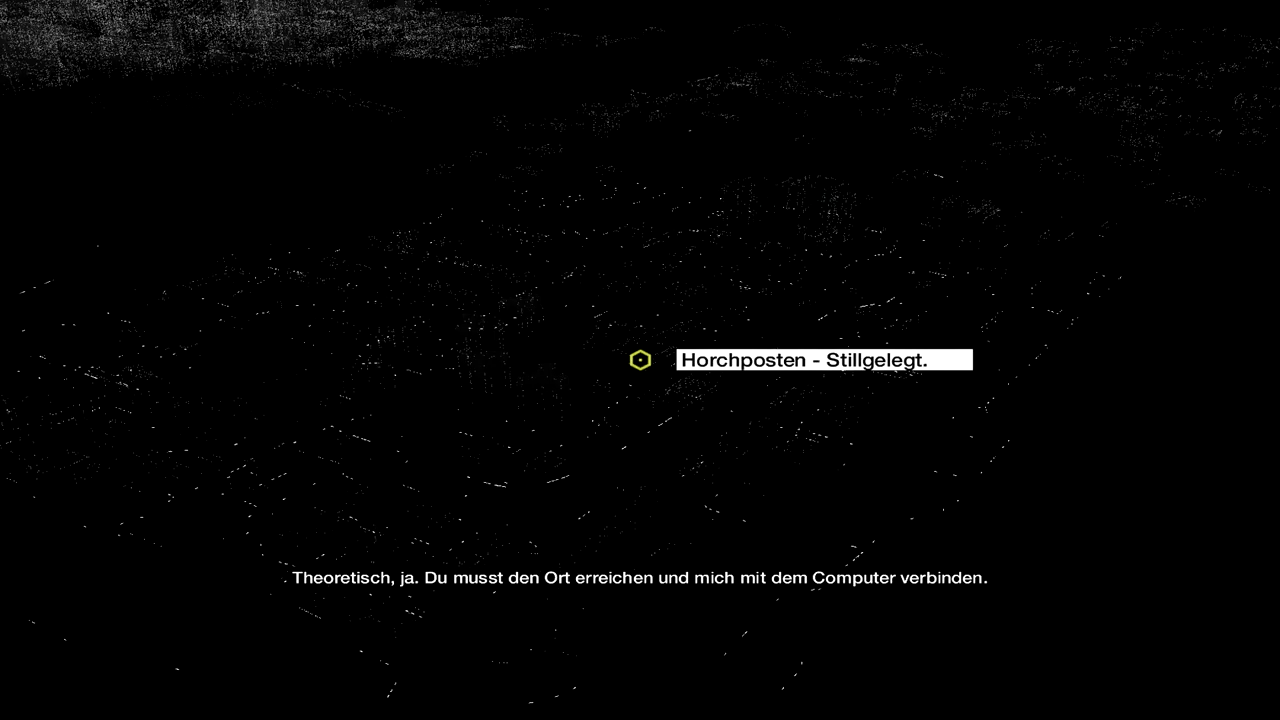 Horchposten - Stillgelegt.
Theoretisch, ja. Du musst den Ort erreichen und mich mit dem Computer verbinden.